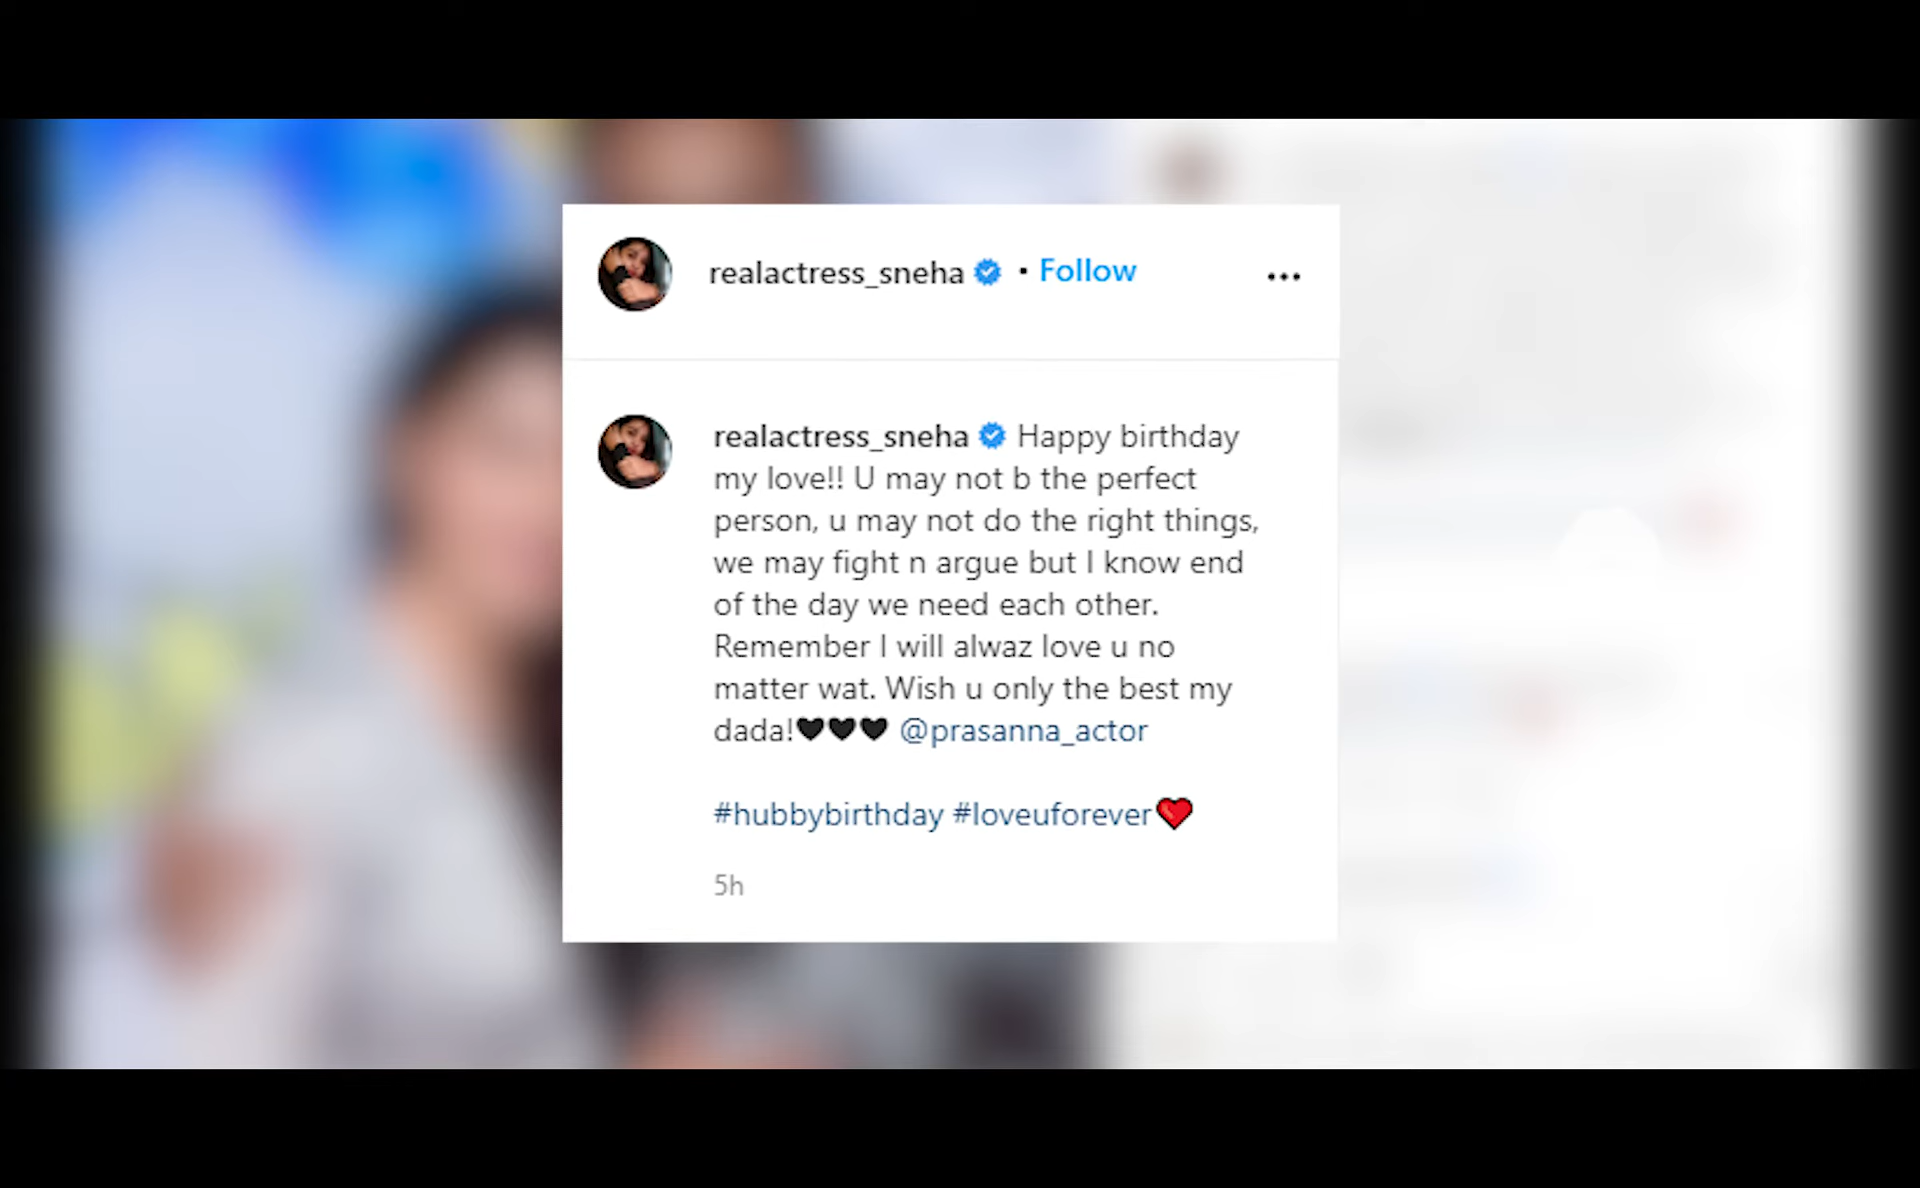 realactress_sneha • Follow
realactress_sneha Happy birthday
my love!! U may not b the perfect
person, u may not do the right things,
we may fight n argue but I know end
of the day we need each other.
Remember I will alwaz love u no
matter wat. Wish u only the best my
dada!🖤🖤🖤 @prasanna_actor
#hubbybirthday #loveuforever❤️
5h